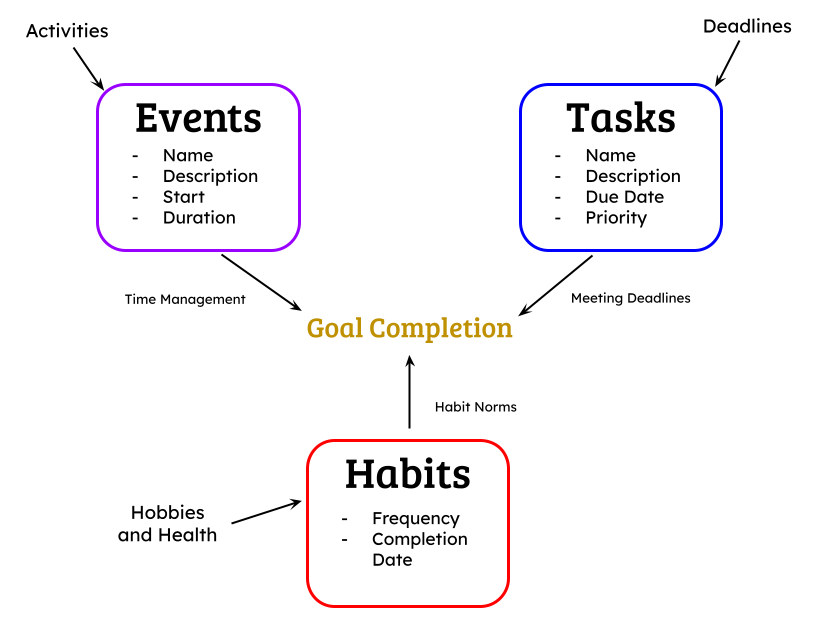 Activities
Deadlines
Events
- Name
- Description
- Start
- Duration
Tasks
- Name
- Description
- Due Date
- Priority
Time Management
Meeting Deadlines
Goal Completion
Habit Norms
Habits
- Frequency
- Completion
Date
Hobbies
and Health